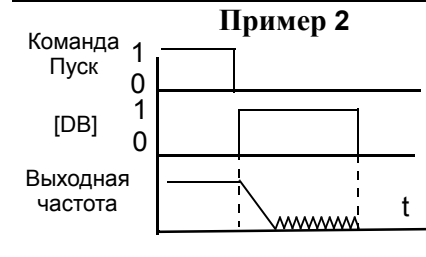 Пример 2
Команда
Пуск
1
0
[DB]
1
0
Выходная
частота
t